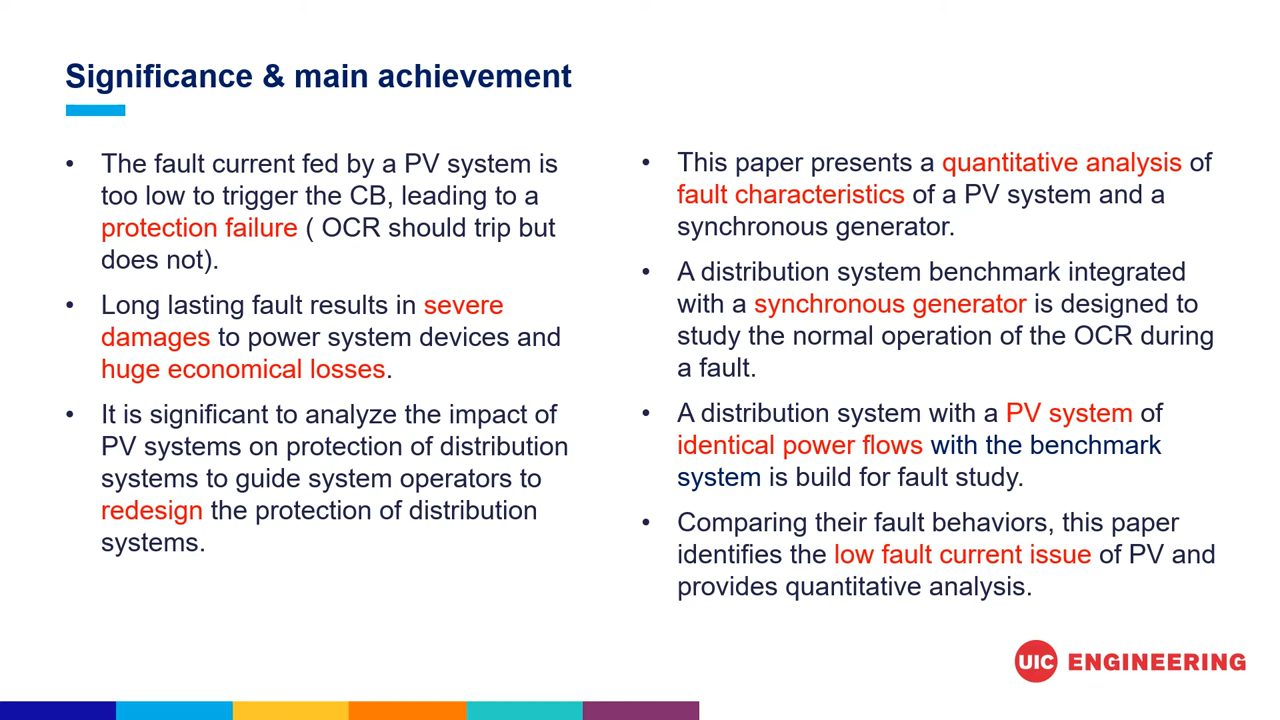 Significance & main achievement
• The fault current fed by a PV system is
too low to trigger the CB, leading to a
protection failure ( OCR should trip but
does not).
• Long lasting fault results in severe
damages to power system devices and
huge economical losses.
• It is significant to analyze the impact of
PV systems on protection of distribution
systems to guide system operators to
redesign the protection of distribution
systems.
• This paper presents a quantitative analysis of
fault characteristics of a PV system and a
synchronous generator.
• A distribution system benchmark integrated
with a synchronous generator is designed to
study the normal operation of the OCR during
a fault.
• A distribution system with a PV system of
identical power flows with the benchmark
system is build for fault study.
• Comparing their fault behaviors, this paper
identifies the low fault current issue of PV and
provides quantitative analysis.
UIC ENGINEERING